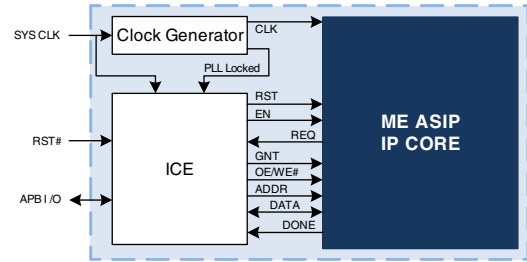 SYS CLK
Clock Generator
CLK
PLL Locked
RST
EN
REQ
GNT
OE/WE#
ADDR
DATA
DONE
RST#
ICE
APB I/O
ME ASIP
IP CORE